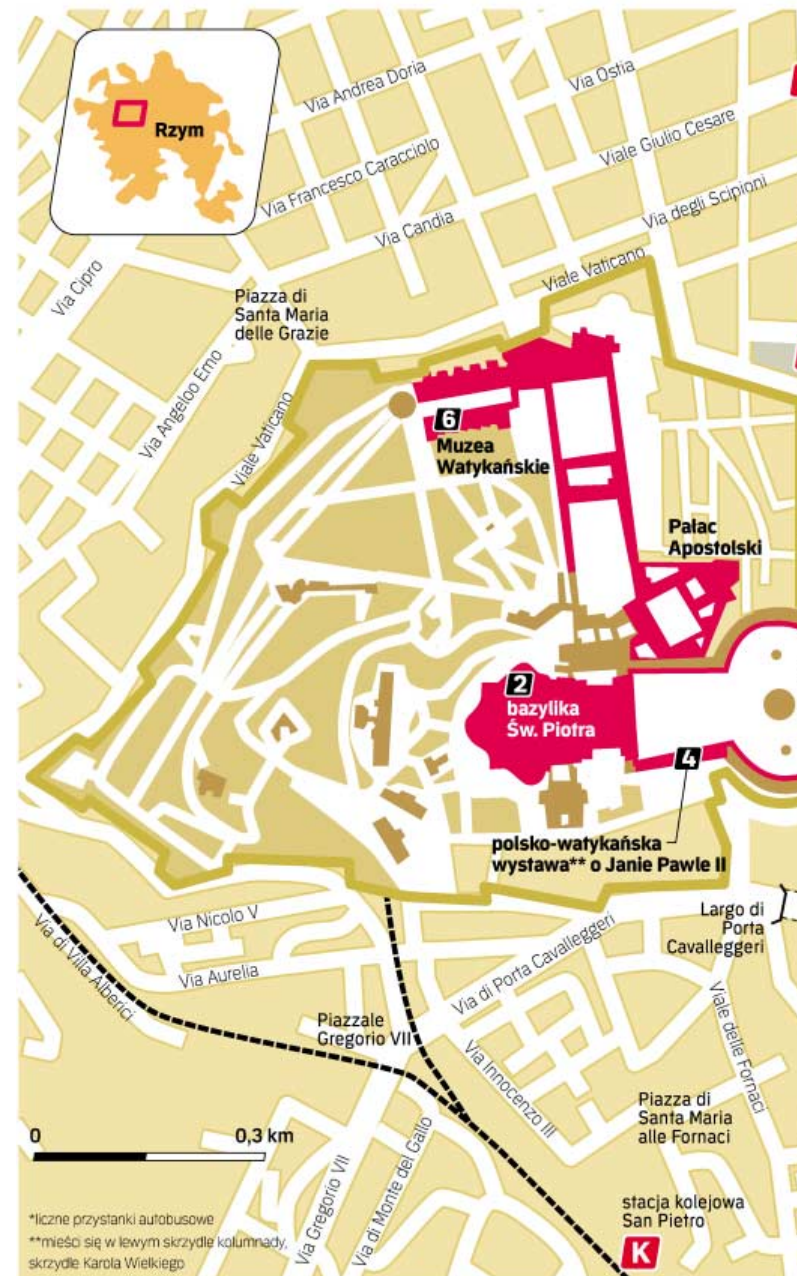 Rzym
Via Andrea Doria
Via Ostia
Viale Giulio Cesare
Via Francesco Caracciolo
Via degli Scipioni
Via Candia
Viale Vaticano
Via Cipro
Piazza di
Santa Maria
delle Grazie
Via Angeloo Emo
Viale Vaticano
6
Muzea
Watykańskie
Pałac
Apostolski
2
bazylika
Św. Piotra
4
polsko-watykańska
wystawa** o Janie Pawle II
Largo di
Porta
Cavalleggeri
Via Nicolo V
Via di Porta Cavalleggeri
Via Aurelia
Via di Villa Alberici
Viale delle Fornaci
Piazzale
Gregorio VII
Via Innocenzo III
Piazza di
Santa Maria
alle Fornaci
0
0,3 km
Via Gregorio VII
Via di Monte del Gallo
stacja kolejowa
San Pietro
K
*liczne przystanki autobusowe
**mieści się w lewym skrzydle kolumnady,
skrzydle Karola Wielkiego